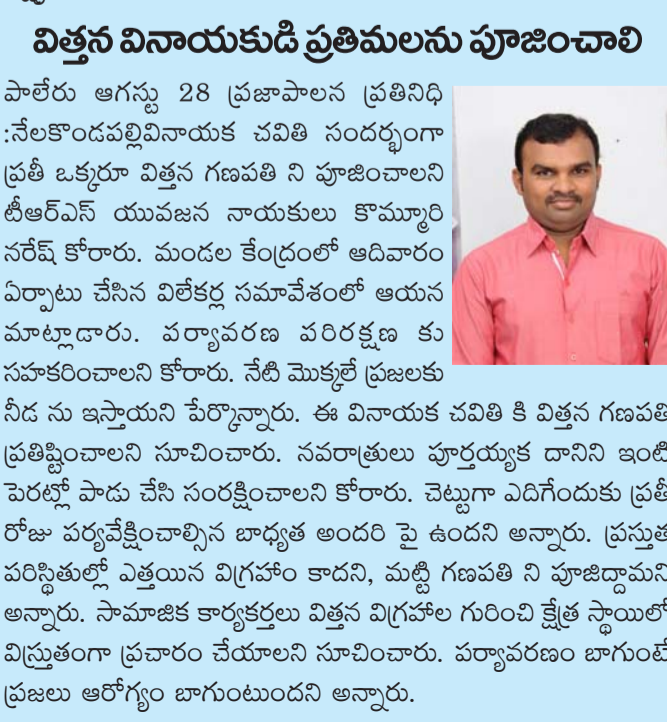 విత్తన వినాయకుడి ప్రతిమలను పూజించాలి
పాలేరు ఆగస్టు 28 ప్రజాపాలన ప్రతినిధి
:నేలకొండపల్లివినాయక చవితి సందర్భంగా
ప్రతీ ఒక్కరూ విత్తన గణపతి ని పూజించాలని
టీఆర్ఎస్ యువజన నాయకులు కొమ్మూరి
నరేష్ కోరారు. మండల కేంద్రంలో ఆదివారం
ఏర్పాటు చేసిన విలేకర్ల సమావేశంలో ఆయన
మాట్లాడారు. పర్యావరణ పరిరక్షణ కు
సహకరించాలని కోరారు. నేటి మొక్కలే ప్రజలకు
నీడ ను ఇస్తాయని పేర్కొన్నారు. ఈ వినాయక చవితి కి విత్తన గణపతి
ప్రతిష్టించాలని సూచించారు. నవరాత్రులు పూర్తయ్యక దానిని ఇంటి
పెరట్లో పాడు చేసి సంరక్షించాలని కోరారు. చెట్టుగా ఎదిగేందుకు ప్రతీ
రోజు పర్యవేక్షించాల్సిన బాధ్యత అందరి పై ఉందని అన్నారు. ప్రస్తుత
పరిస్థితుల్లో ఎత్తయిన విగ్రహాం కాదని, మట్టి గణపతి ని పూజిద్దామని
అన్నారు. సామాజిక కార్యకర్తలు విత్తన విగ్రహాల గురించి క్షేత్ర స్థాయిలో
విస్తృతంగా ప్రచారం చేయాలని సూచించారు. పర్యావరణం బాగుంటే
ప్రజలు ఆరోగ్యం బాగుంటుందని అన్నారు.